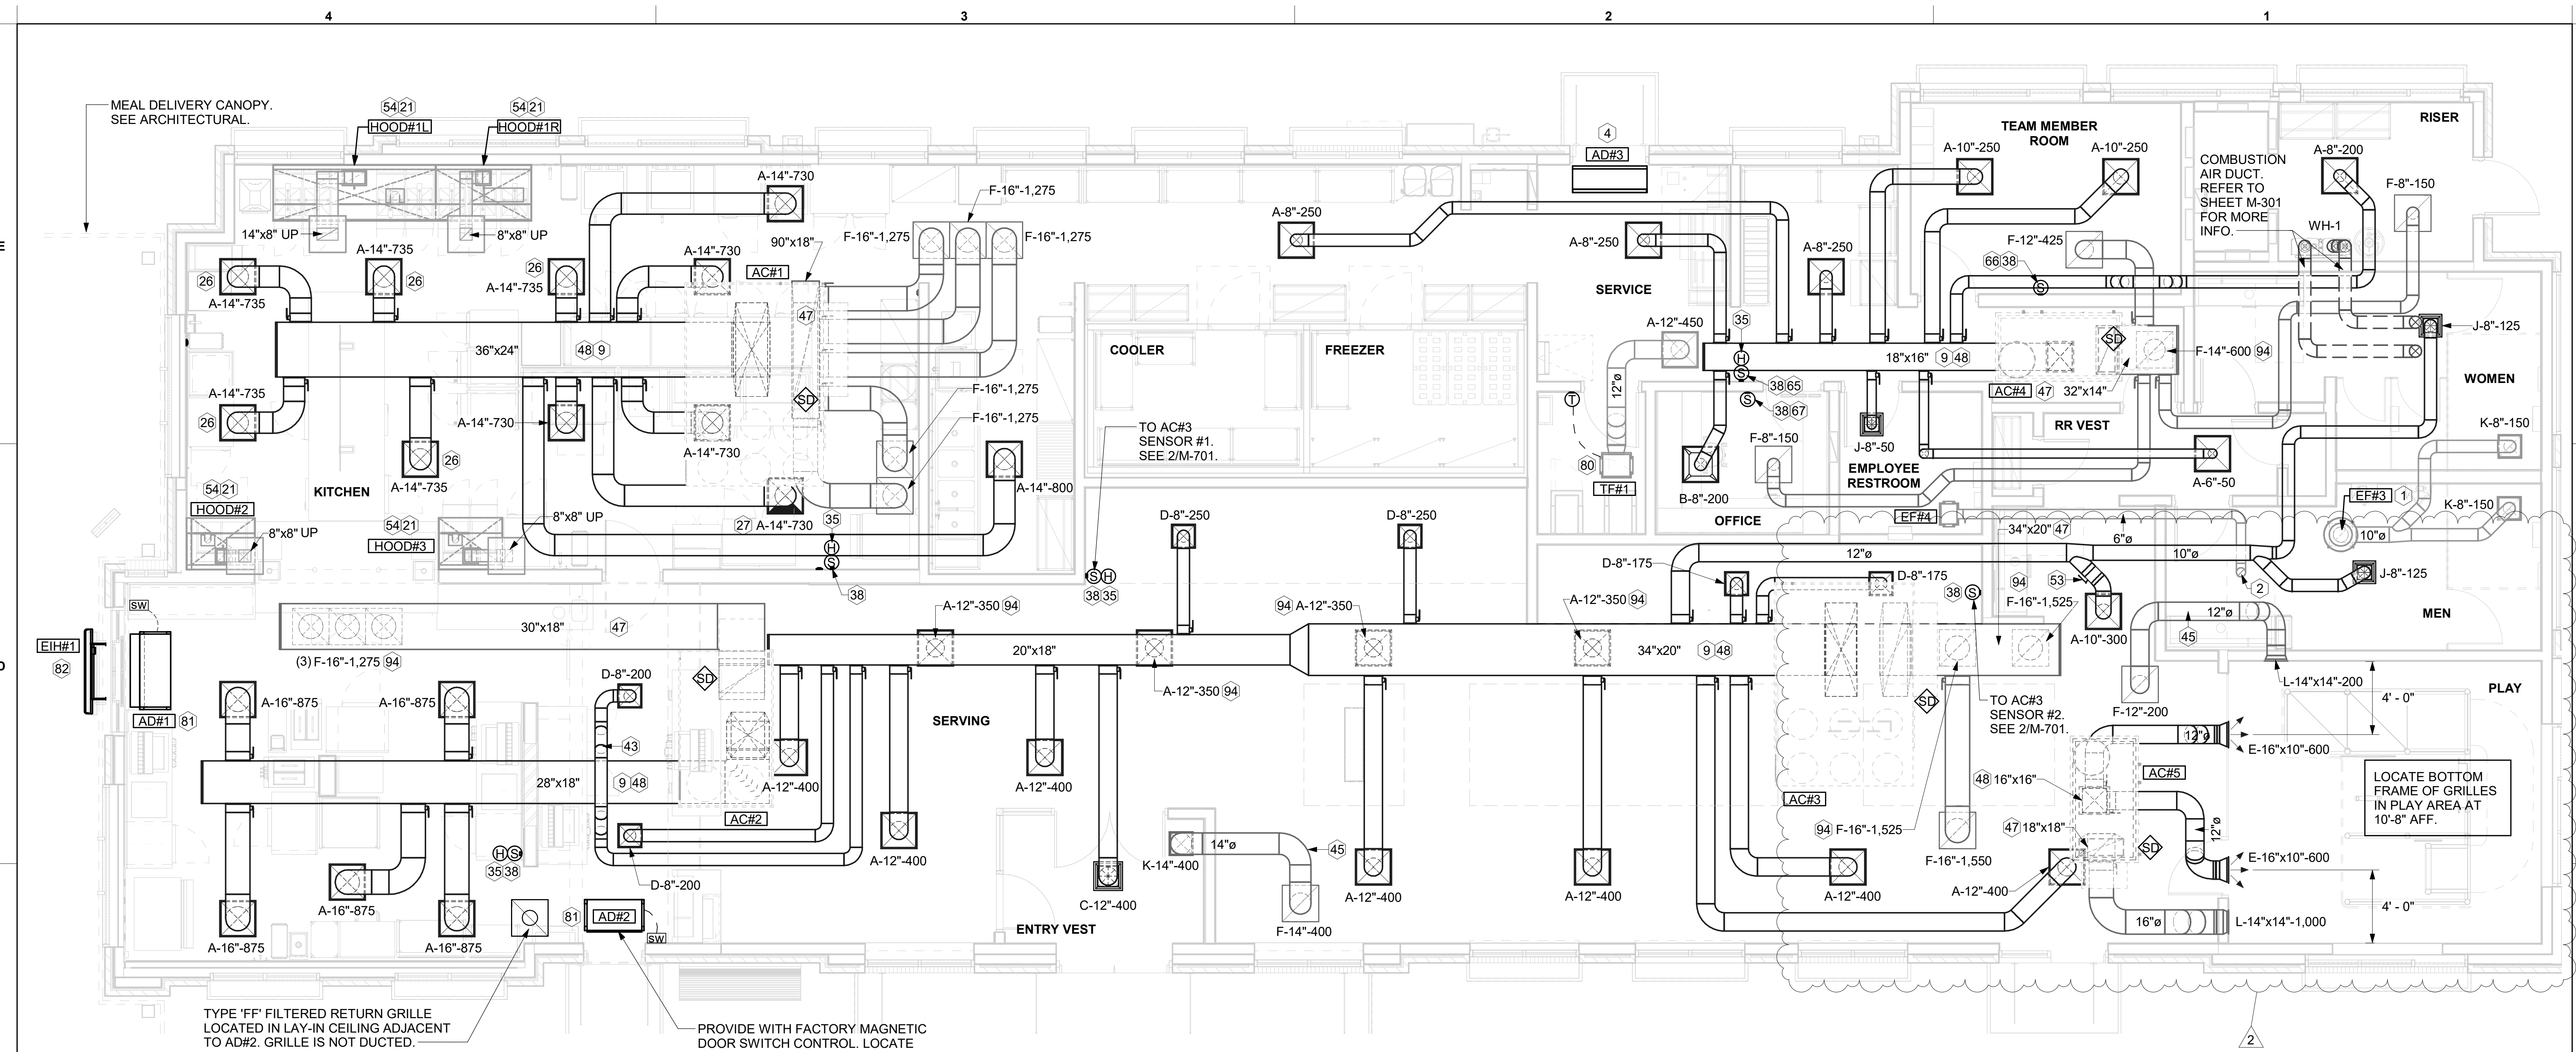 4
3
2
1
MEAL DELIVERY CANOPY.
SEE ARCHITECTURAL.
54 21
HOOD#1L
54 21
HOOD#1R
14"x8" UP
8"x8" UP
A-14"-730
F-16"-1,275
F-16"-1,275
F-16"-1,275
90"x18"
AC#1
47
26
A-14"-735
A-14"-735
26
26
A-14"-735
A-14"-730
36"x24"
48 9
SD
A-14"-735
26
A-14"-730
A-14"-730
A-14"-735
26
F-16"-1,275
F-16"-1,275
KITCHEN
A-14"-800
27 A-14"-730
35
H
S
38
54 21
HOOD#2
8"x8" UP
54 21
HOOD#3
8"x8" UP
E
D
4
AD#3
A-8"-250
A-8"-250
A-8"-250
SERVICE
COOLER
FREEZER
A-12"-450
12"ø
T
80
TF#1
TO AC#3
SENSOR #1.
SEE 2/M-701.
S H
38 35
35
H
S
38 65
S
38 67
B-8"-200
OFFICE
F-8"-150
TEAM MEMBER
ROOM
A-10"-250
A-10"-250
F-12"-425
66 38
S
18"x16" 9 48
SD
AC#4 47
32"x14"
F-14"-600 94
RR VEST
J-8"-50
EMPLOYEE
RESTROOM
A-6"-50
RISER
COMBUSTION
AIR DUCT.
REFER TO
SHEET M-301
FOR MORE
INFO.
WH-1
A-8"-200
F-8"-150
J-8"-125
WOMEN
K-8"-150
EF#3 1
K-8"-150
10"ø
EF#4
34"x20" 47
6"ø
12"ø
10"ø
2
J-8"-125
MEN
53
A-10"-300
94
F-16"-1,525
38 S
D-8"-250
D-8"-250
D-8"-175
D-8"-175
SW
EIH#1
82
AD#1 81
30"x18"
47
(3) F-16"-1,275 94
A-12"-350 94
94 A-12"-350
A-12"-350 94
20"x18"
34"x20"
9 48
A-12"-350 94
SD
D-8"-200
43
A-16"-875
A-16"-875
28"x18"
9 48
AC#2
SERVING
A-12"-400
A-12"-400
A-12"-400
D-8"-200
H S
35 38
A-16"-875
A-16"-875
A-16"-875
81
AD#2
SW
ENTRY VEST
C-12"-400
K-14"-400
14"ø
45
F-14"-400
A-12"-400
A-12"-400
A-12"-400
A-12"-400
AC#3
SD
94 F-16"-1,525
F-16"-1,550
TO AC#3
SENSOR #2.
SEE 2/M-701.
12"ø
45
L-14"x14"-200
F-12"-200
4' - 0"
PLAY
12"ø
E-16"x10"-600
AC#5
48 16"x16"
12"ø
47 18"x18"
SD
E-16"x10"-600
LOCATE BOTTOM
FRAME OF GRILLES
IN PLAY AREA AT
10'-8" AFF.
4' - 0"
16"ø
L-14"x14"-1,000
TYPE 'FF' FILTERED RETURN GRILLE
LOCATED IN LAY-IN CEILING ADJACENT
TO AD#2. GRILLE IS NOT DUCTED.
PROVIDE WITH FACTORY MAGNETIC
DOOR SWITCH CONTROL. LOCATE
2